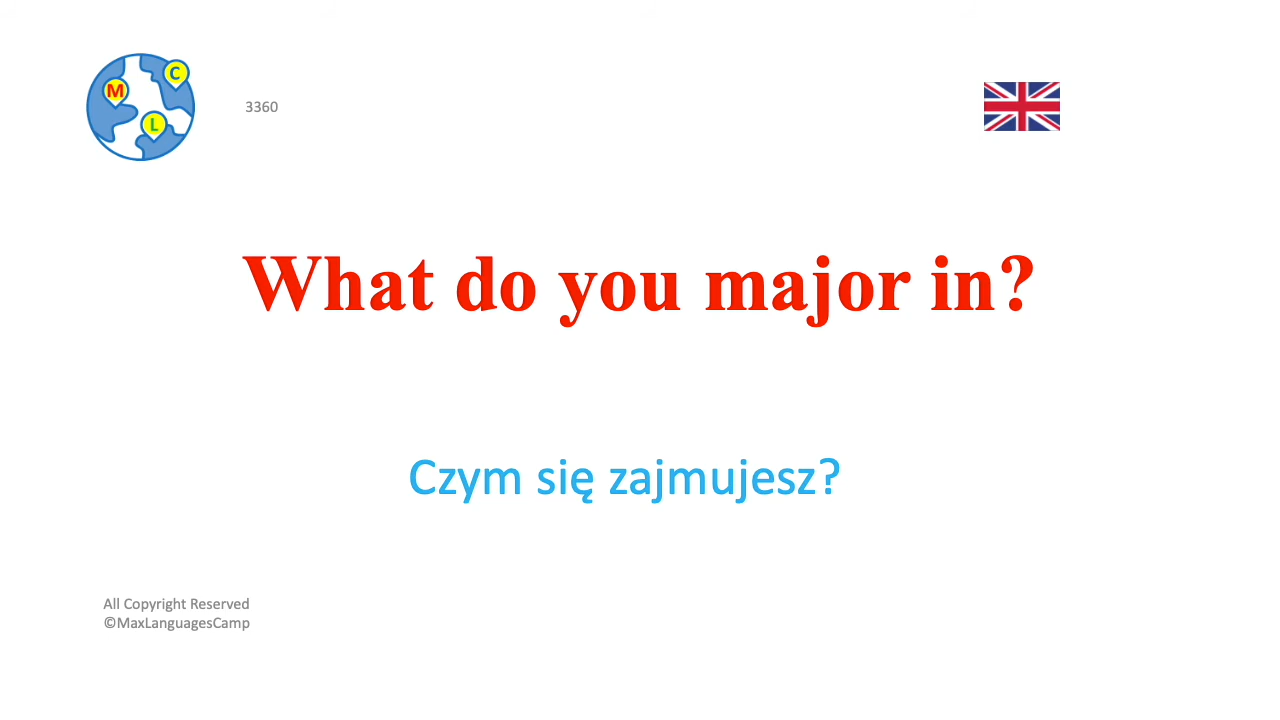 M
C
L
3360
What do you major in?
Czym się zajmujesz?
All Copyright Reserved
©MaxLanguagesCamp